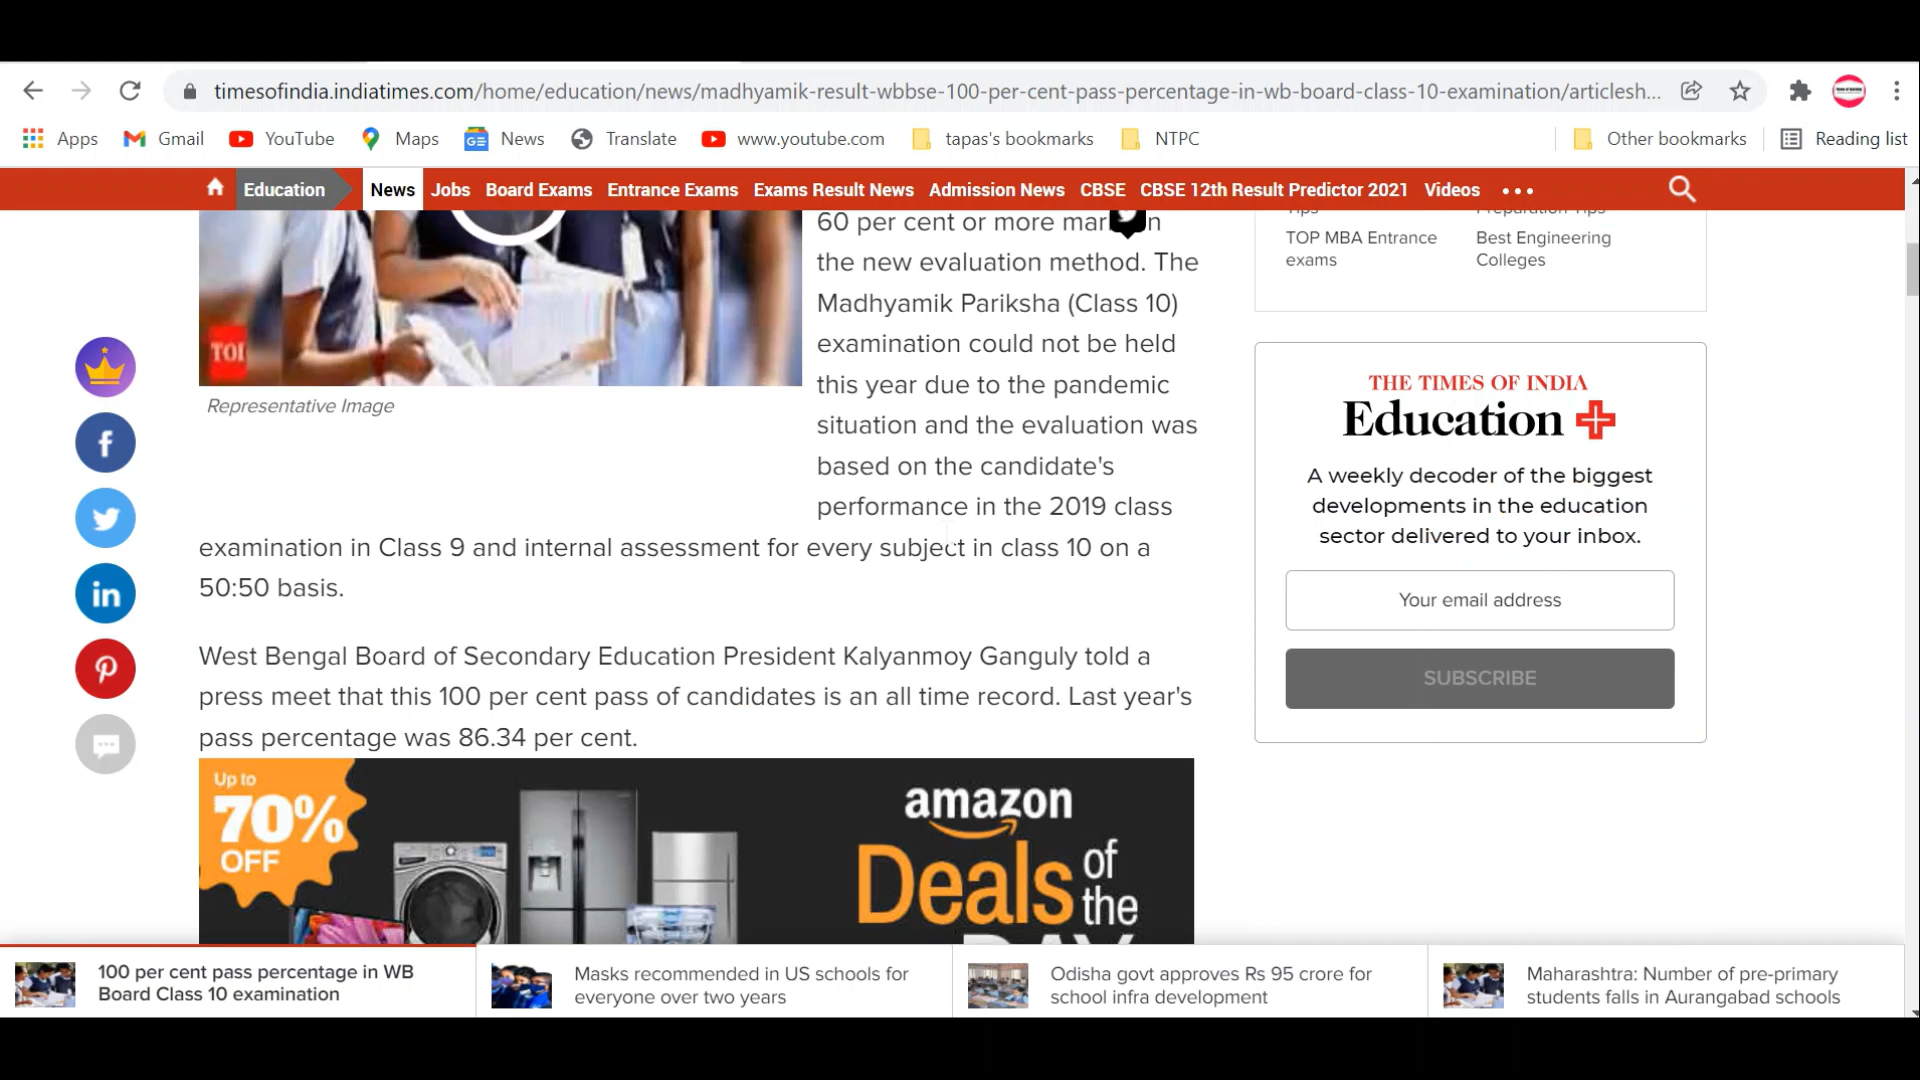 timesofindia.indiatimes.com/home/education/news/madhyamik-result-wbbse-100-per-cent-pass-percentage-in-wb-board-class-10-examination/articlesh...
Apps Gmail YouTube Maps News Translate www.youtube.com tapas's bookmarks NTPC Other bookmarks Reading list
Education News Jobs Board Exams Entrance Exams Exams Result News Admission News CBSE CBSE 12th Result Predictor 2021 Videos
TOI
Representative Image
60 per cent or more in
the new evaluation method. The
Madhyamik Pariksha (Class 10)
examination could not be held
this year due to the pandemic
situation and the evaluation was
based on the candidate's
performance in the 2019 class
examination in Class 9 and internal assessment for every subject in class 10 on a
50:50 basis.
West Bengal Board of Secondary Education President Kalyanmoy Ganguly told a
press meet that this 100 per cent pass of candidates is an all time record. Last year's
pass percentage was 86.34 per cent.
Up to
70%
OFF
amazon
Deals of
the
DAY
Tips Preparation Tips
TOP MBA Entrance
exams
Best Engineering
Colleges
THE TIMES OF INDIA
Education
A weekly decoder of the biggest
developments in the education
sector delivered to your inbox.
Your email address
SUBSCRIBE
100 per cent pass percentage in WB
Board Class 10 examination
Masks recommended in US schools for
everyone over two years
Odisha govt approves Rs 95 crore for
school infra development
Maharashtra: Number of pre-primary
students falls in Aurangabad schools